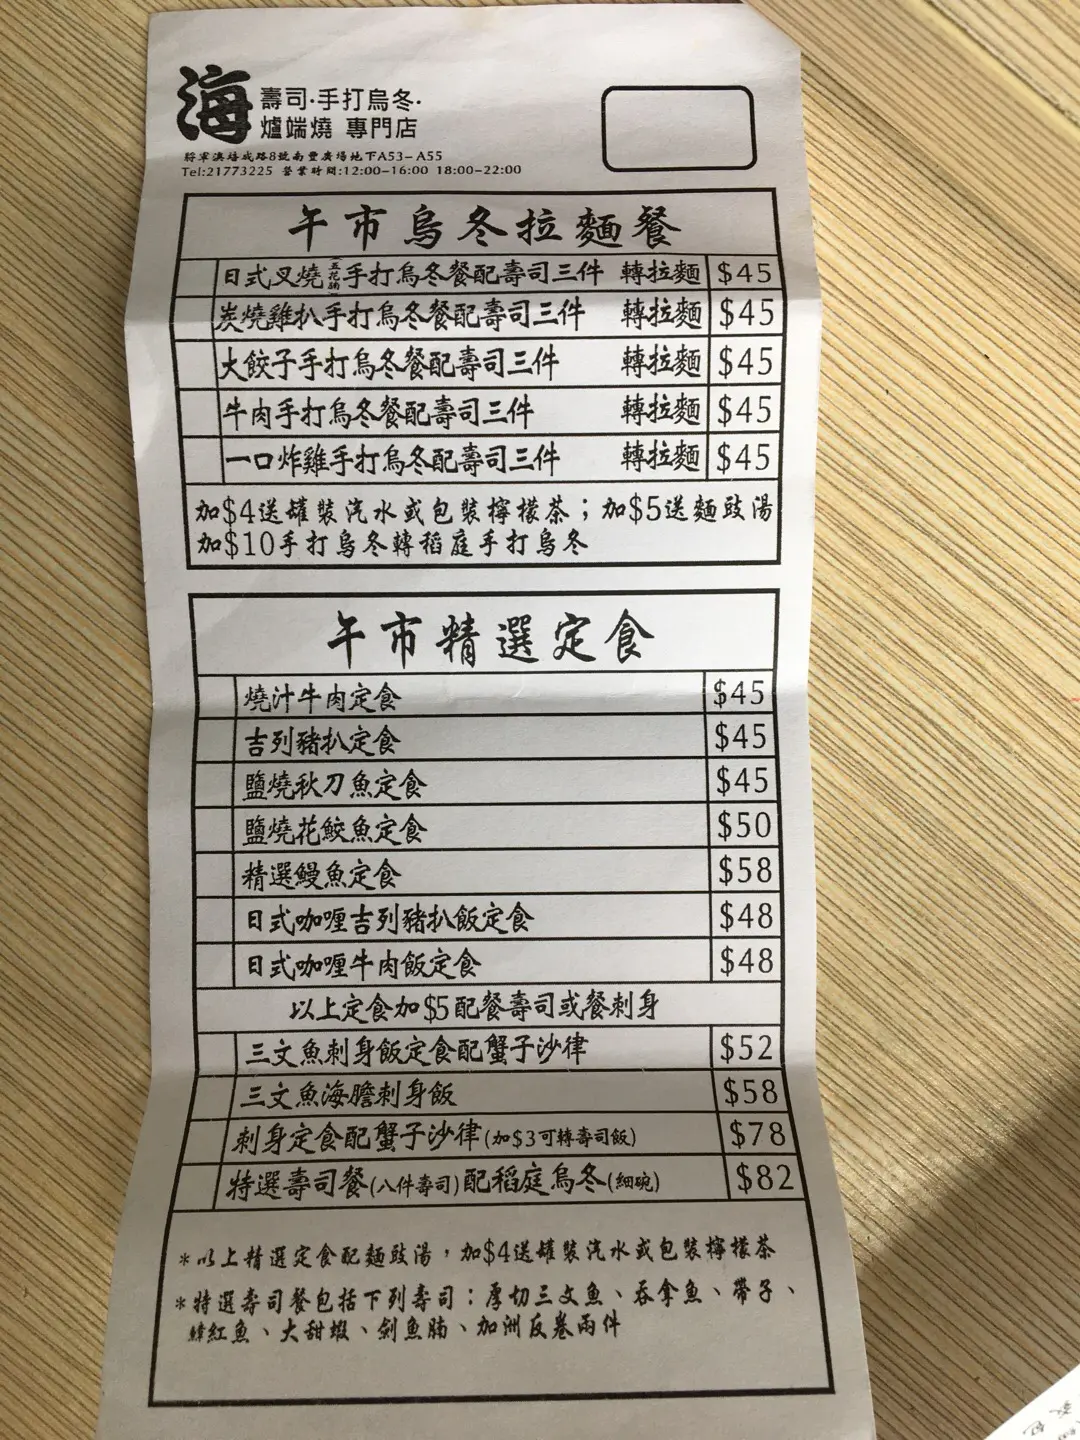 海 壽司·手打烏冬·
爐端燒 專門店
將軍澳培成路8號南豐廣場地下A53-A55
Tel:21773225 營業時間:12:00-16:00 18:00-22:00
午市烏冬拉麵餐
日式叉燒(五花腩)手打烏冬餐配壽司三件 轉拉麵 $45
炭燒雞扒手打烏冬餐配壽司三件 轉拉麵 $45
大餃子手打烏冬餐配壽司三件 轉拉麵 $45
牛肉手打烏冬餐配壽司三件 轉拉麵 $45
一口炸雞手打烏冬餐配壽司三件 轉拉麵 $45
加$4送罐裝汽水或包裝檸檬茶；加$5送麵豉湯
加$10手打烏冬轉稻庭手打烏冬
午市精選定食
燒汁牛肉定食 $45
吉列豬扒定食 $45
鹽燒秋刀魚定食 $45
鹽燒花鮫魚定食 $50
精選鰻魚定食 $58
日式咖喱吉列豬扒飯定食 $48
日式咖喱牛肉飯定食 $48
以上定食加$5配餐壽司或餐刺身
三文魚刺身飯定食配蟹子沙律 $52
三文魚海膽刺身飯 $58
刺身定食配蟹子沙律(加$3可轉壽司飯) $78
特選壽司餐(八件壽司)配稻庭烏冬(細碗) $82
*以上精選定食配麵豉湯，加$4送罐裝汽水或包裝檸檬茶
*特選壽司餐包括下列壽司：厚切三文魚、吞拿魚、帶子、
紅魚、大甜蝦、劍魚腩、加洲反卷兩件